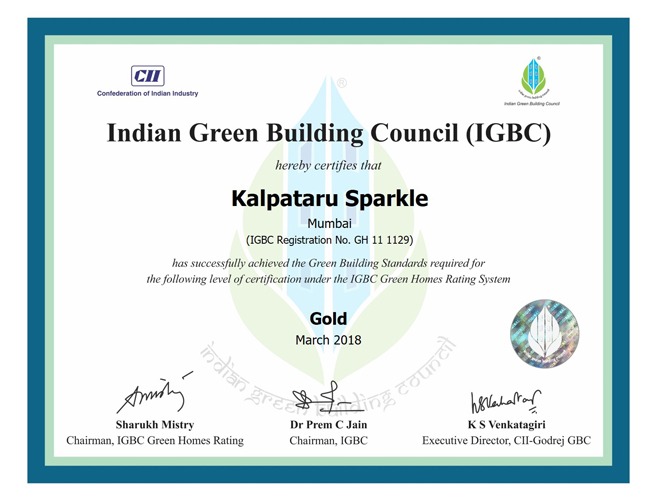 CII
Confederation of Indian Industry
Indian Green Building Council
®
Indian Green Building Council (IGBC)
hereby certifies that
Kalpataru Sparkle
Mumbai
(IGBC Registration No. GH 11 1129)
has successfully achieved the Green Building Standards required for
the following level of certification under the IGBC Green Homes Rating System
Gold
March 2018
indian green building council
Sharukh Mistry
Chairman, IGBC Green Homes Rating
Dr Prem C Jain
Chairman, IGBC
K S Venkatagiri
Executive Director, CII-Godrej GBC